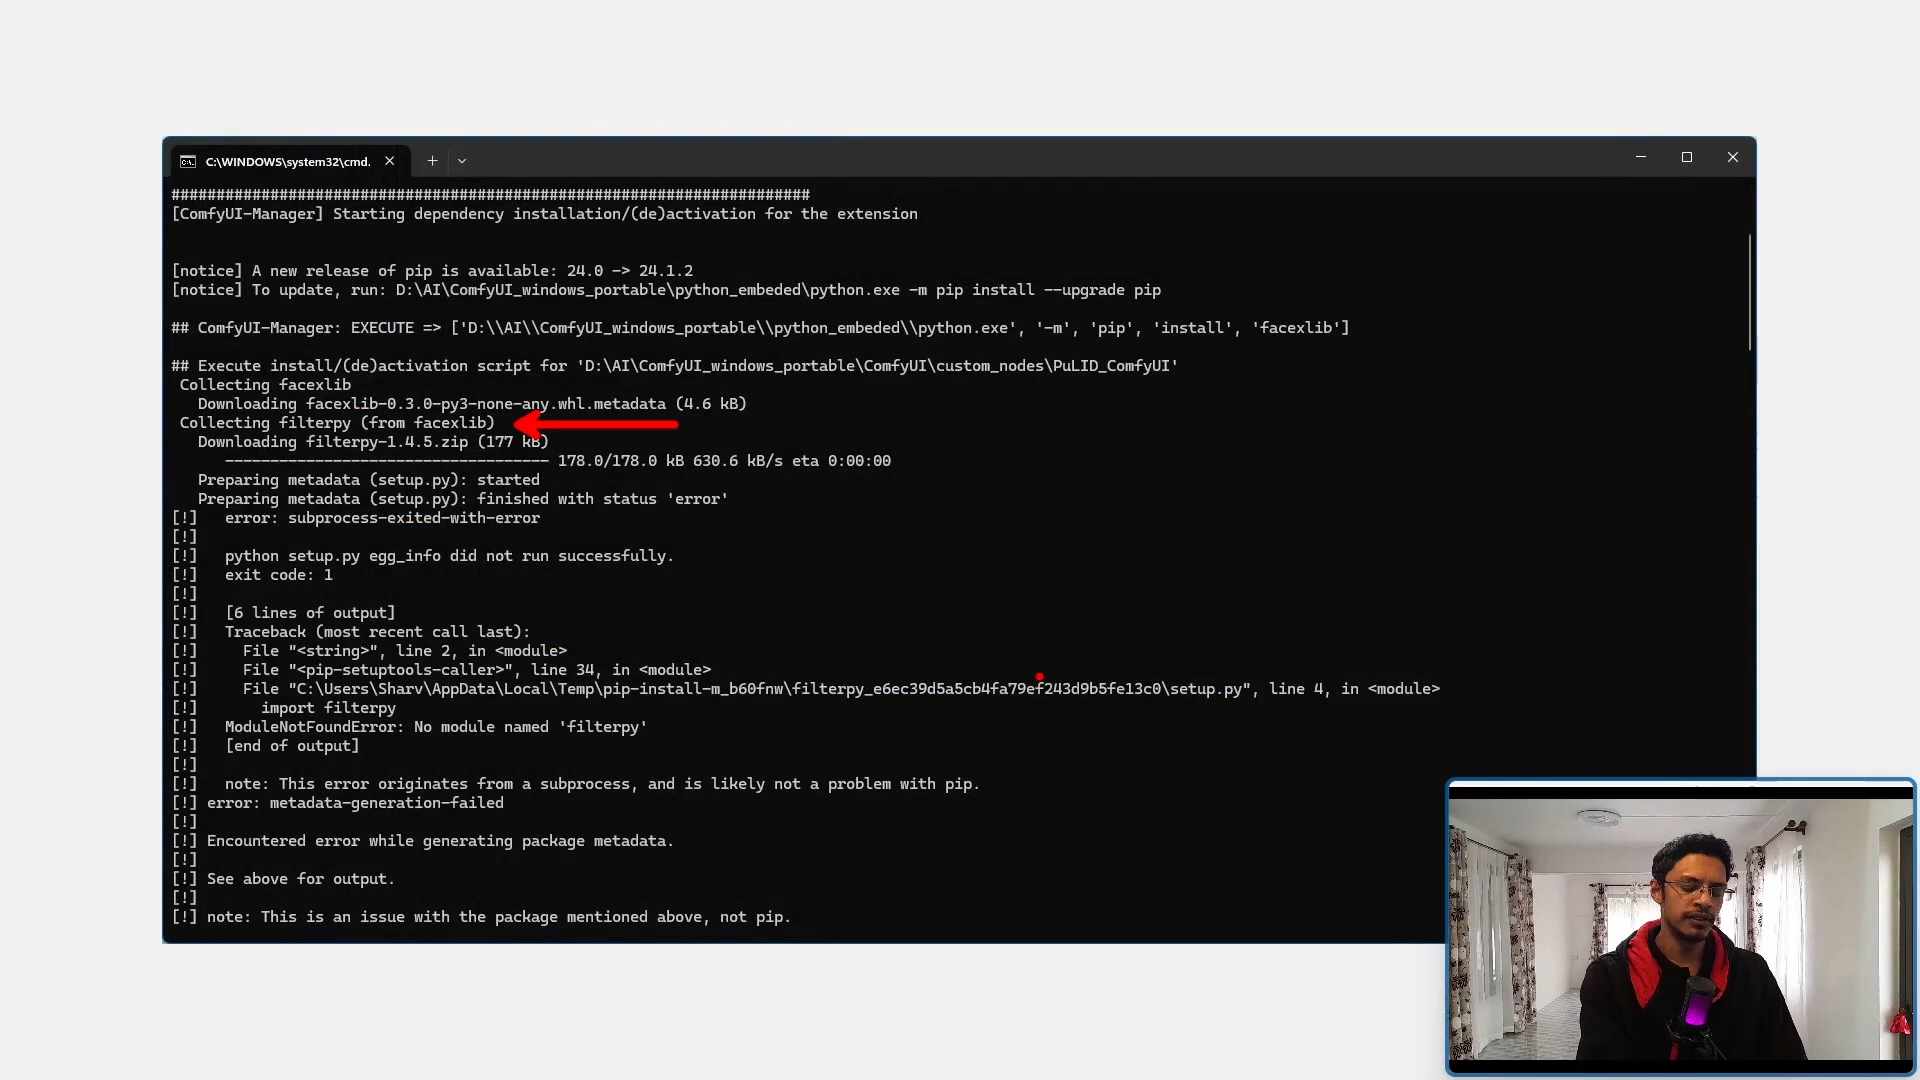 C:\WINDOWS\system32\cmd.
#######################################################################
[ComfyUI-Manager] Starting dependency installation/(de)activation for the extension
[notice] A new release of pip is available: 24.0 -> 24.1.2
[notice] To update, run: D:\AI\ComfyUI_windows_portable\python_embeded\python.exe -m pip install --upgrade pip
## ComfyUI-Manager: EXECUTE => ['D:\\AI\\ComfyUI_windows_portable\\python_embeded\\python.exe', '-m', 'pip', 'install', 'facexlib']
## Execute install/(de)activation script for 'D:\AI\ComfyUI_windows_portable\ComfyUI\custom_nodes\PuLID_ComfyUI'
Collecting facexlib
Downloading facexlib-0.3.0-py3-none-any.whl.metadata (4.6 kB)
Collecting filterpy (from facexlib)
Downloading filterpy-1.4.5.zip (177 kB)
------------------------------------ 178.0/178.0 kB 630.6 kB/s eta 0:00:00
Preparing metadata (setup.py): started
Preparing metadata (setup.py): finished with status 'error'
[!] error: subprocess-exited-with-error
[!]
[!] python setup.py egg_info did not run successfully.
[!] exit code: 1
[!]
[!] [6 lines of output]
[!] Traceback (most recent call last):
[!] File "<string>", line 2, in <module>
[!] File "<pip-setuptools-caller>", line 34, in <module>
[!] File "C:\Users\Sharv\AppData\Local\Temp\pip-install-m_b60fnw\filterpy_e6ec39d5a5cb4fa79ef243d9b5fe13c0\setup.py", line 4, in <module>
[!] import filterpy
[!] ModuleNotFoundError: No module named 'filterpy'
[!] [end of output]
[!]
[!] note: This error originates from a subprocess, and is likely not a problem with pip.
[!] error: metadata-generation-failed
[!]
[!] Encountered error while generating package metadata.
[!]
[!] See above for output.
[!]
[!] note: This is an issue with the package mentioned above, not pip.